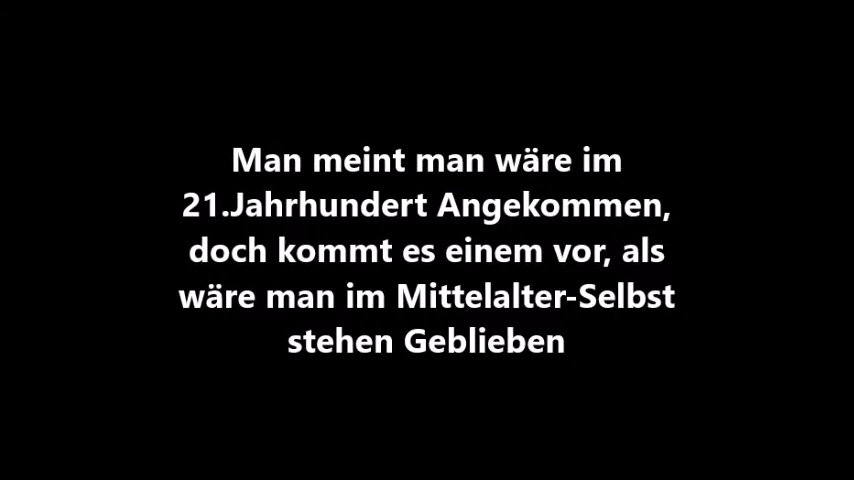 Man meint man wäre im
21.Jahrhundert Angekommen,
doch kommt es einem vor, als
wäre man im Mittelalter-Selbst
stehen Geblieben